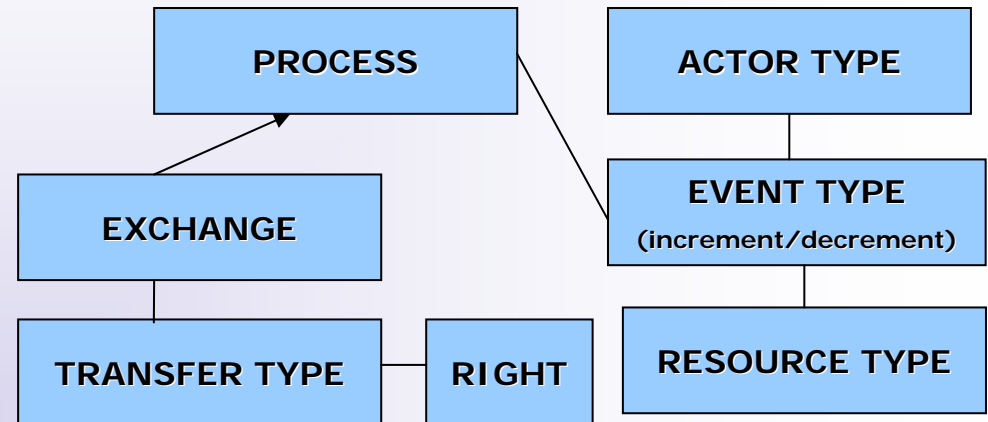 PROCESS
ACTOR TYPE
EVENT TYPE
(increment/decrement)
EXCHANGE
TRANSFER TYPE
RIGHT
RESOURCE TYPE